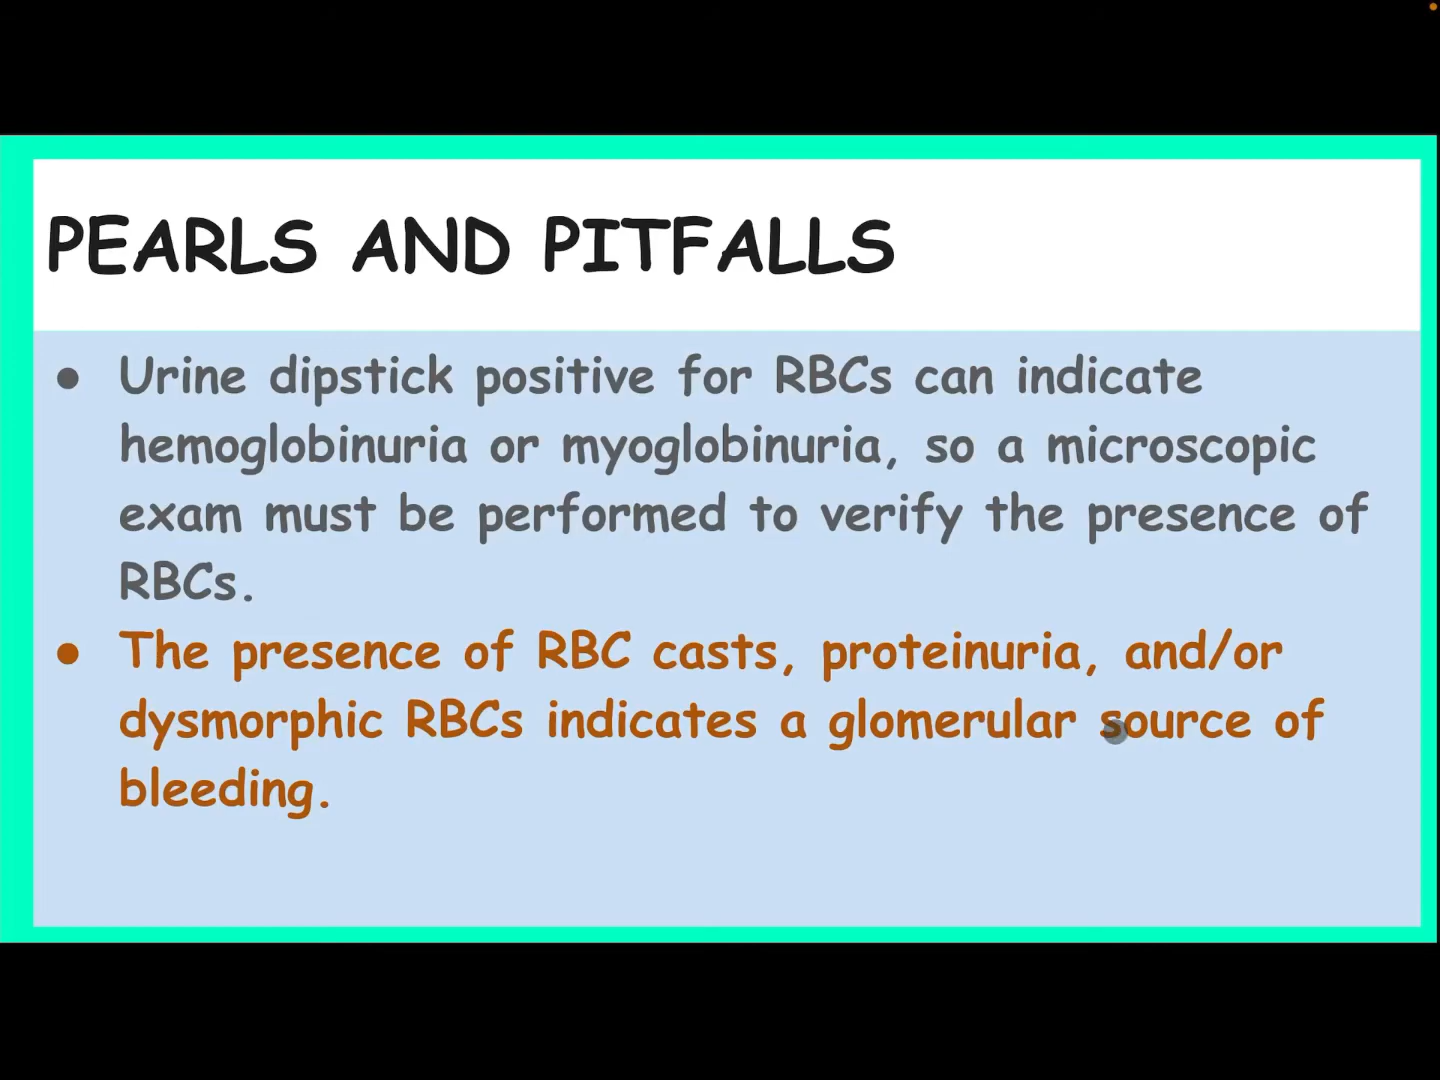 PEARLS AND PITFALLS
● Urine dipstick positive for RBCs can indicate
hemoglobinuria or myoglobinuria, so a microscopic
exam must be performed to verify the presence of
RBCs.
● The presence of RBC casts, proteinuria, and/or
dysmorphic RBCs indicates a glomerular source of
bleeding.